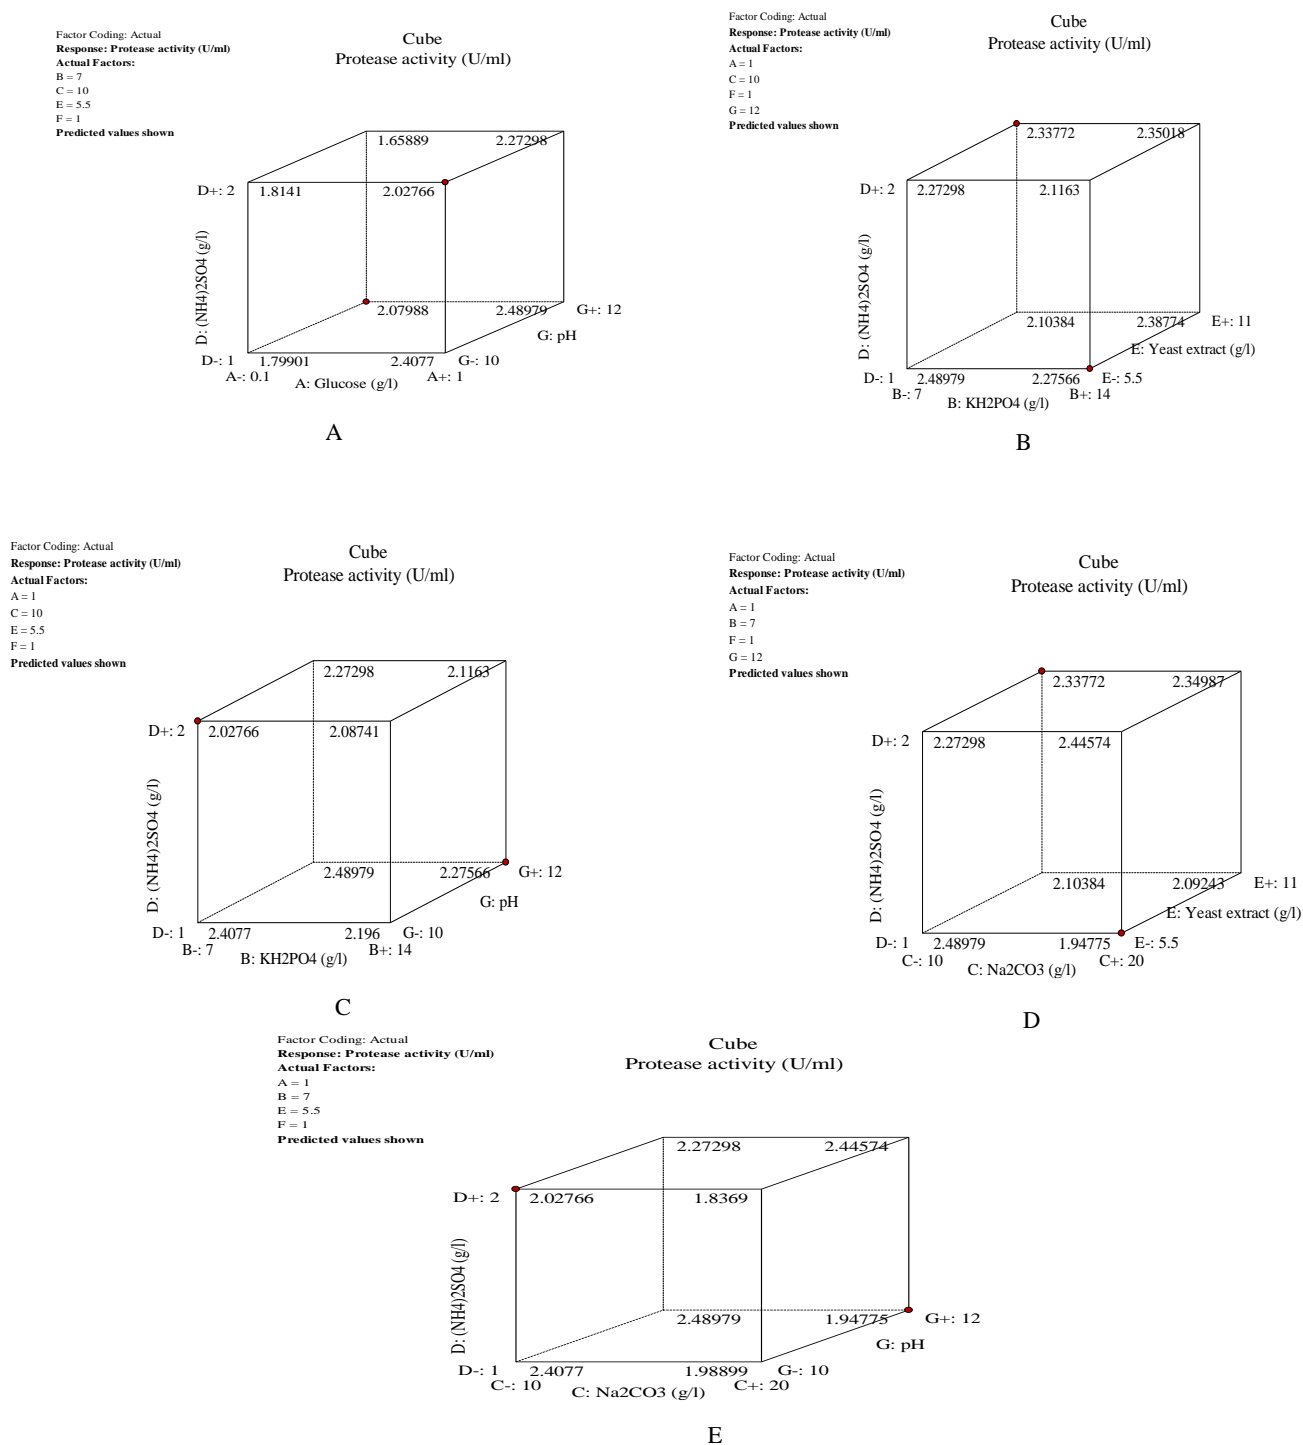 Factor Coding: Actual
Response: Protease activity (U/ml)
Actual Factors:
B = 7
C = 10
E = 5.5
F = 1
Predicted values shown
Cube
Protease activity (U/ml)
1.65889 2.27298
D+: 2 1.8141 2.02766
D: (NH4)2SO4 (g/l)
2.07988 2.48979 G+: 12
G: pH
D-: 1 1.79901 2.4077 G-: 10
A-: 0.1 A: Glucose (g/l) A+: 1
A
Factor Coding: Actual
Response: Protease activity (U/ml)
Actual Factors:
A = 1
C = 10
F = 1
G = 12
Predicted values shown
Cube
Protease activity (U/ml)
2.33772 2.35018
D+: 2 2.27298 2.1163
D: (NH4)2SO4 (g/l)
2.10384 2.38774 E+: 11
E: Yeast extract (g/l)
D-: 1 2.48979 2.27566 E-: 5.5
B-: 7 B: KH2PO4 (g/l) B+: 14
B
Factor Coding: Actual
Response: Protease activity (U/ml)
Actual Factors:
A = 1
C = 10
E = 5.5
F = 1
Predicted values shown
Cube
Protease activity (U/ml)
2.27298 2.1163
D+: 2 2.02766 2.08741
D: (NH4)2SO4 (g/l)
2.48979 2.27566 G+: 12
G: pH
D-: 1 2.4077 2.196 G-: 10
B-: 7 B: KH2PO4 (g/l) B+: 14
C
Factor Coding: Actual
Response: Protease activity (U/ml)
Actual Factors:
A = 1
B = 7
F = 1
G = 12
Predicted values shown
Cube
Protease activity (U/ml)
2.33772 2.34987
D+: 2 2.27298 2.44574
D: (NH4)2SO4 (g/l)
2.10384 2.09243 E+: 11
E: Yeast extract (g/l)
D-: 1 2.48979 1.94775 E-: 5.5
C-: 10 C: Na2CO3 (g/l) C+: 20
D
Factor Coding: Actual
Response: Protease activity (U/ml)
Actual Factors:
A = 1
B = 7
E = 5.5
F = 1
Predicted values shown
Cube
Protease activity (U/ml)
2.27298 2.44574
D+: 2 2.02766 1.8369
D: (NH4)2SO4 (g/l)
2.48979 1.94775 G+: 12
G: pH
D-: 1 2.4077 1.98899 G-: 10
C-: 10 C: Na2CO3 (g/l) C+: 20
E